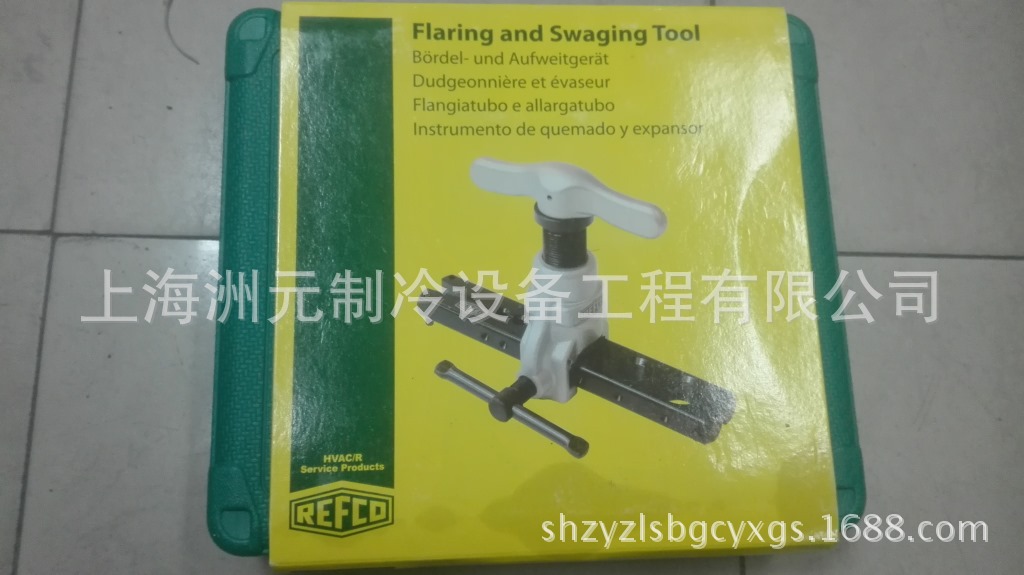 Flaring and Swaging Tool
Bördel- und Aufweitgerät
Dudgeonnière et évaseur
Flangiatubo e allargatubo
Instrumento de quemado y expansor
上海洲元制冷设备工程有限公司
HVAC/R
Service Products
REFCO
shzyzlsbgcyxgs.1688.com